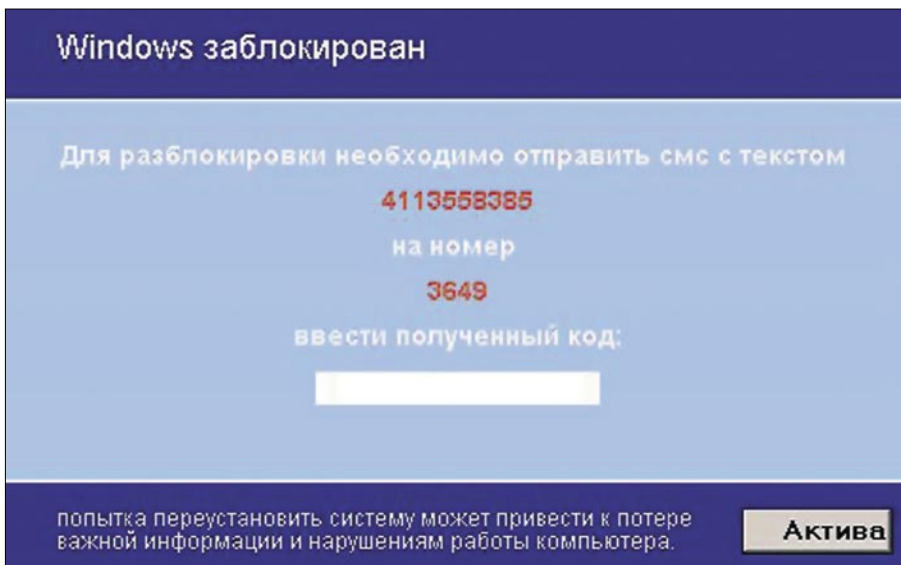 Windows заблокирован
Для разблокировки необходимо отправить смс с текстом
4113558385
на номер
3649
ввести полученный код:
попытка переустановить систему может привести к потере
важной информации и нарушениям работы компьютера.
Актива